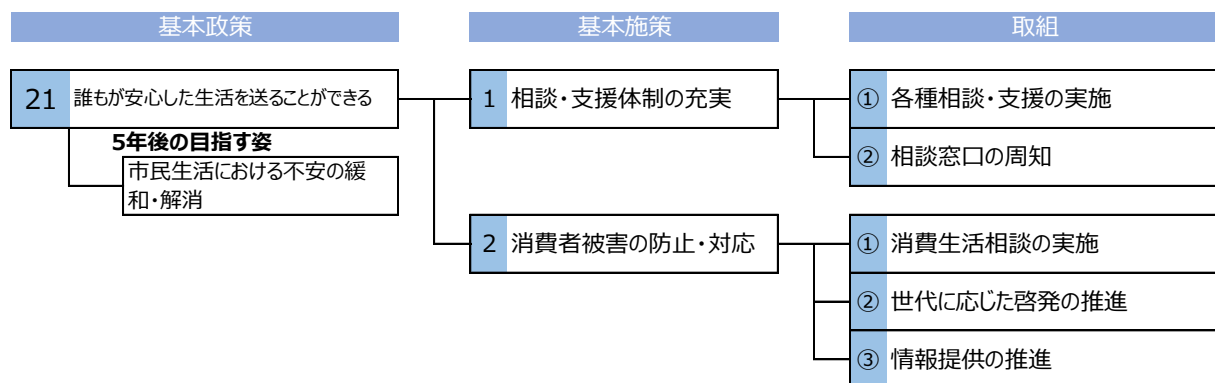 基本政策
基本施策
取組
21 誰もが安心した生活を送ることができる
5年後の目指す姿
市民生活における不安の緩
和・解消
1 相談・支援体制の充実
① 各種相談・支援の実施
② 相談窓口の周知
2 消費者被害の防止・対応
① 消費生活相談の実施
② 世代に応じた啓発の推進
③ 情報提供の推進